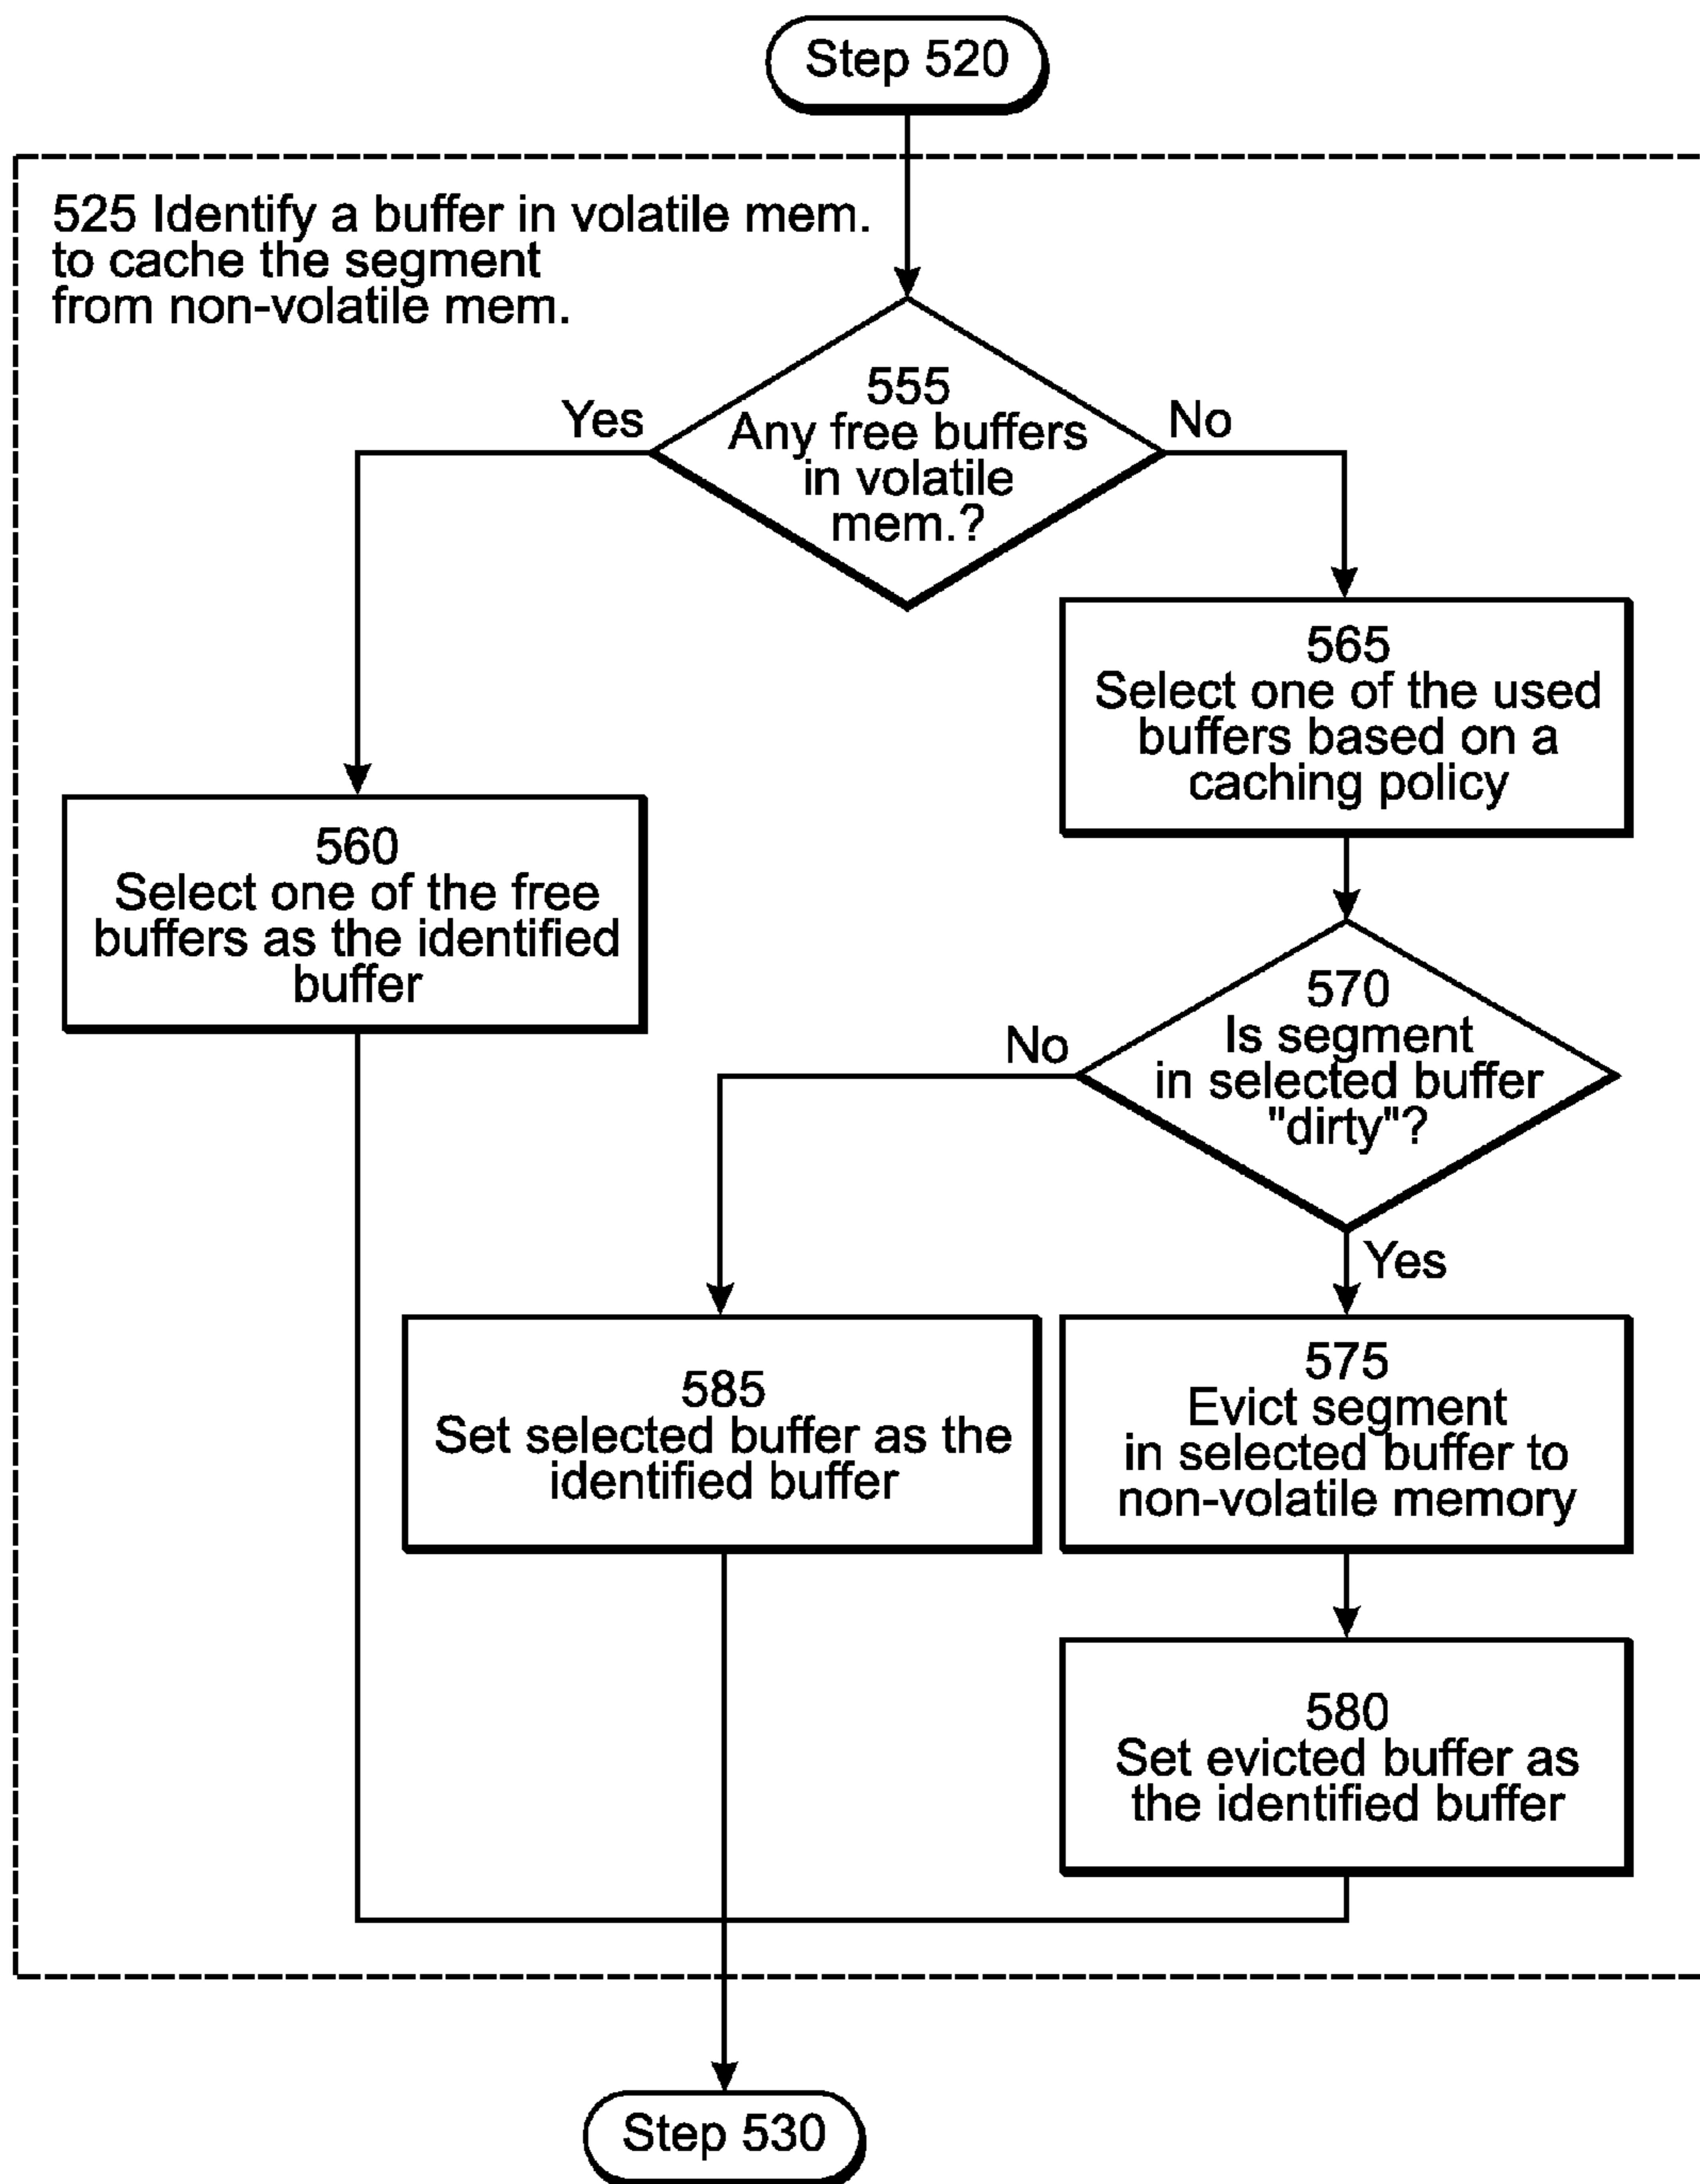 Step 520
525 Identify a buffer in volatile mem.
to cache the segment
from non-volatile mem.
555
Any free buffers
in volatile
mem.?
Yes
No
565
Select one of the used
buffers based on a
caching policy
560
Select one of the free
buffers as the identified
buffer
570
Is segment
in selected buffer
"dirty"?
No
Yes
585
Set selected buffer as the
identified buffer
575
Evict segment
in selected buffer to
non-volatile memory
580
Set evicted buffer as
the identified buffer
Step 530